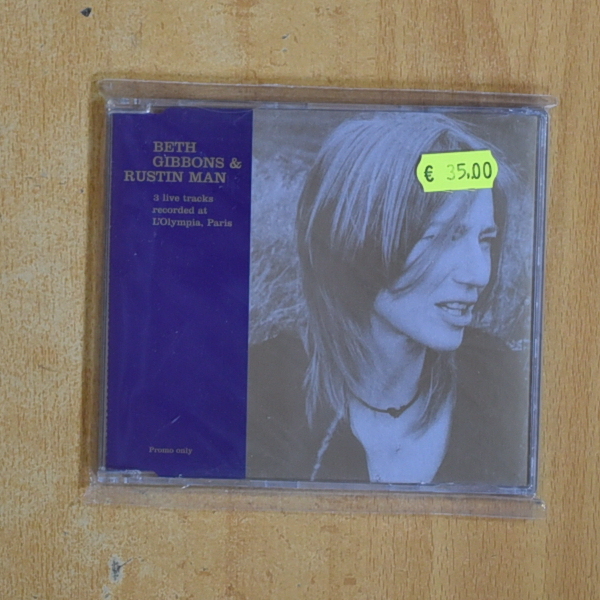 BETH
GIBBONS &
RUSTIN MAN
3 live tracks
recorded at
L'Olympia, Paris
Promo only
€ 35.00